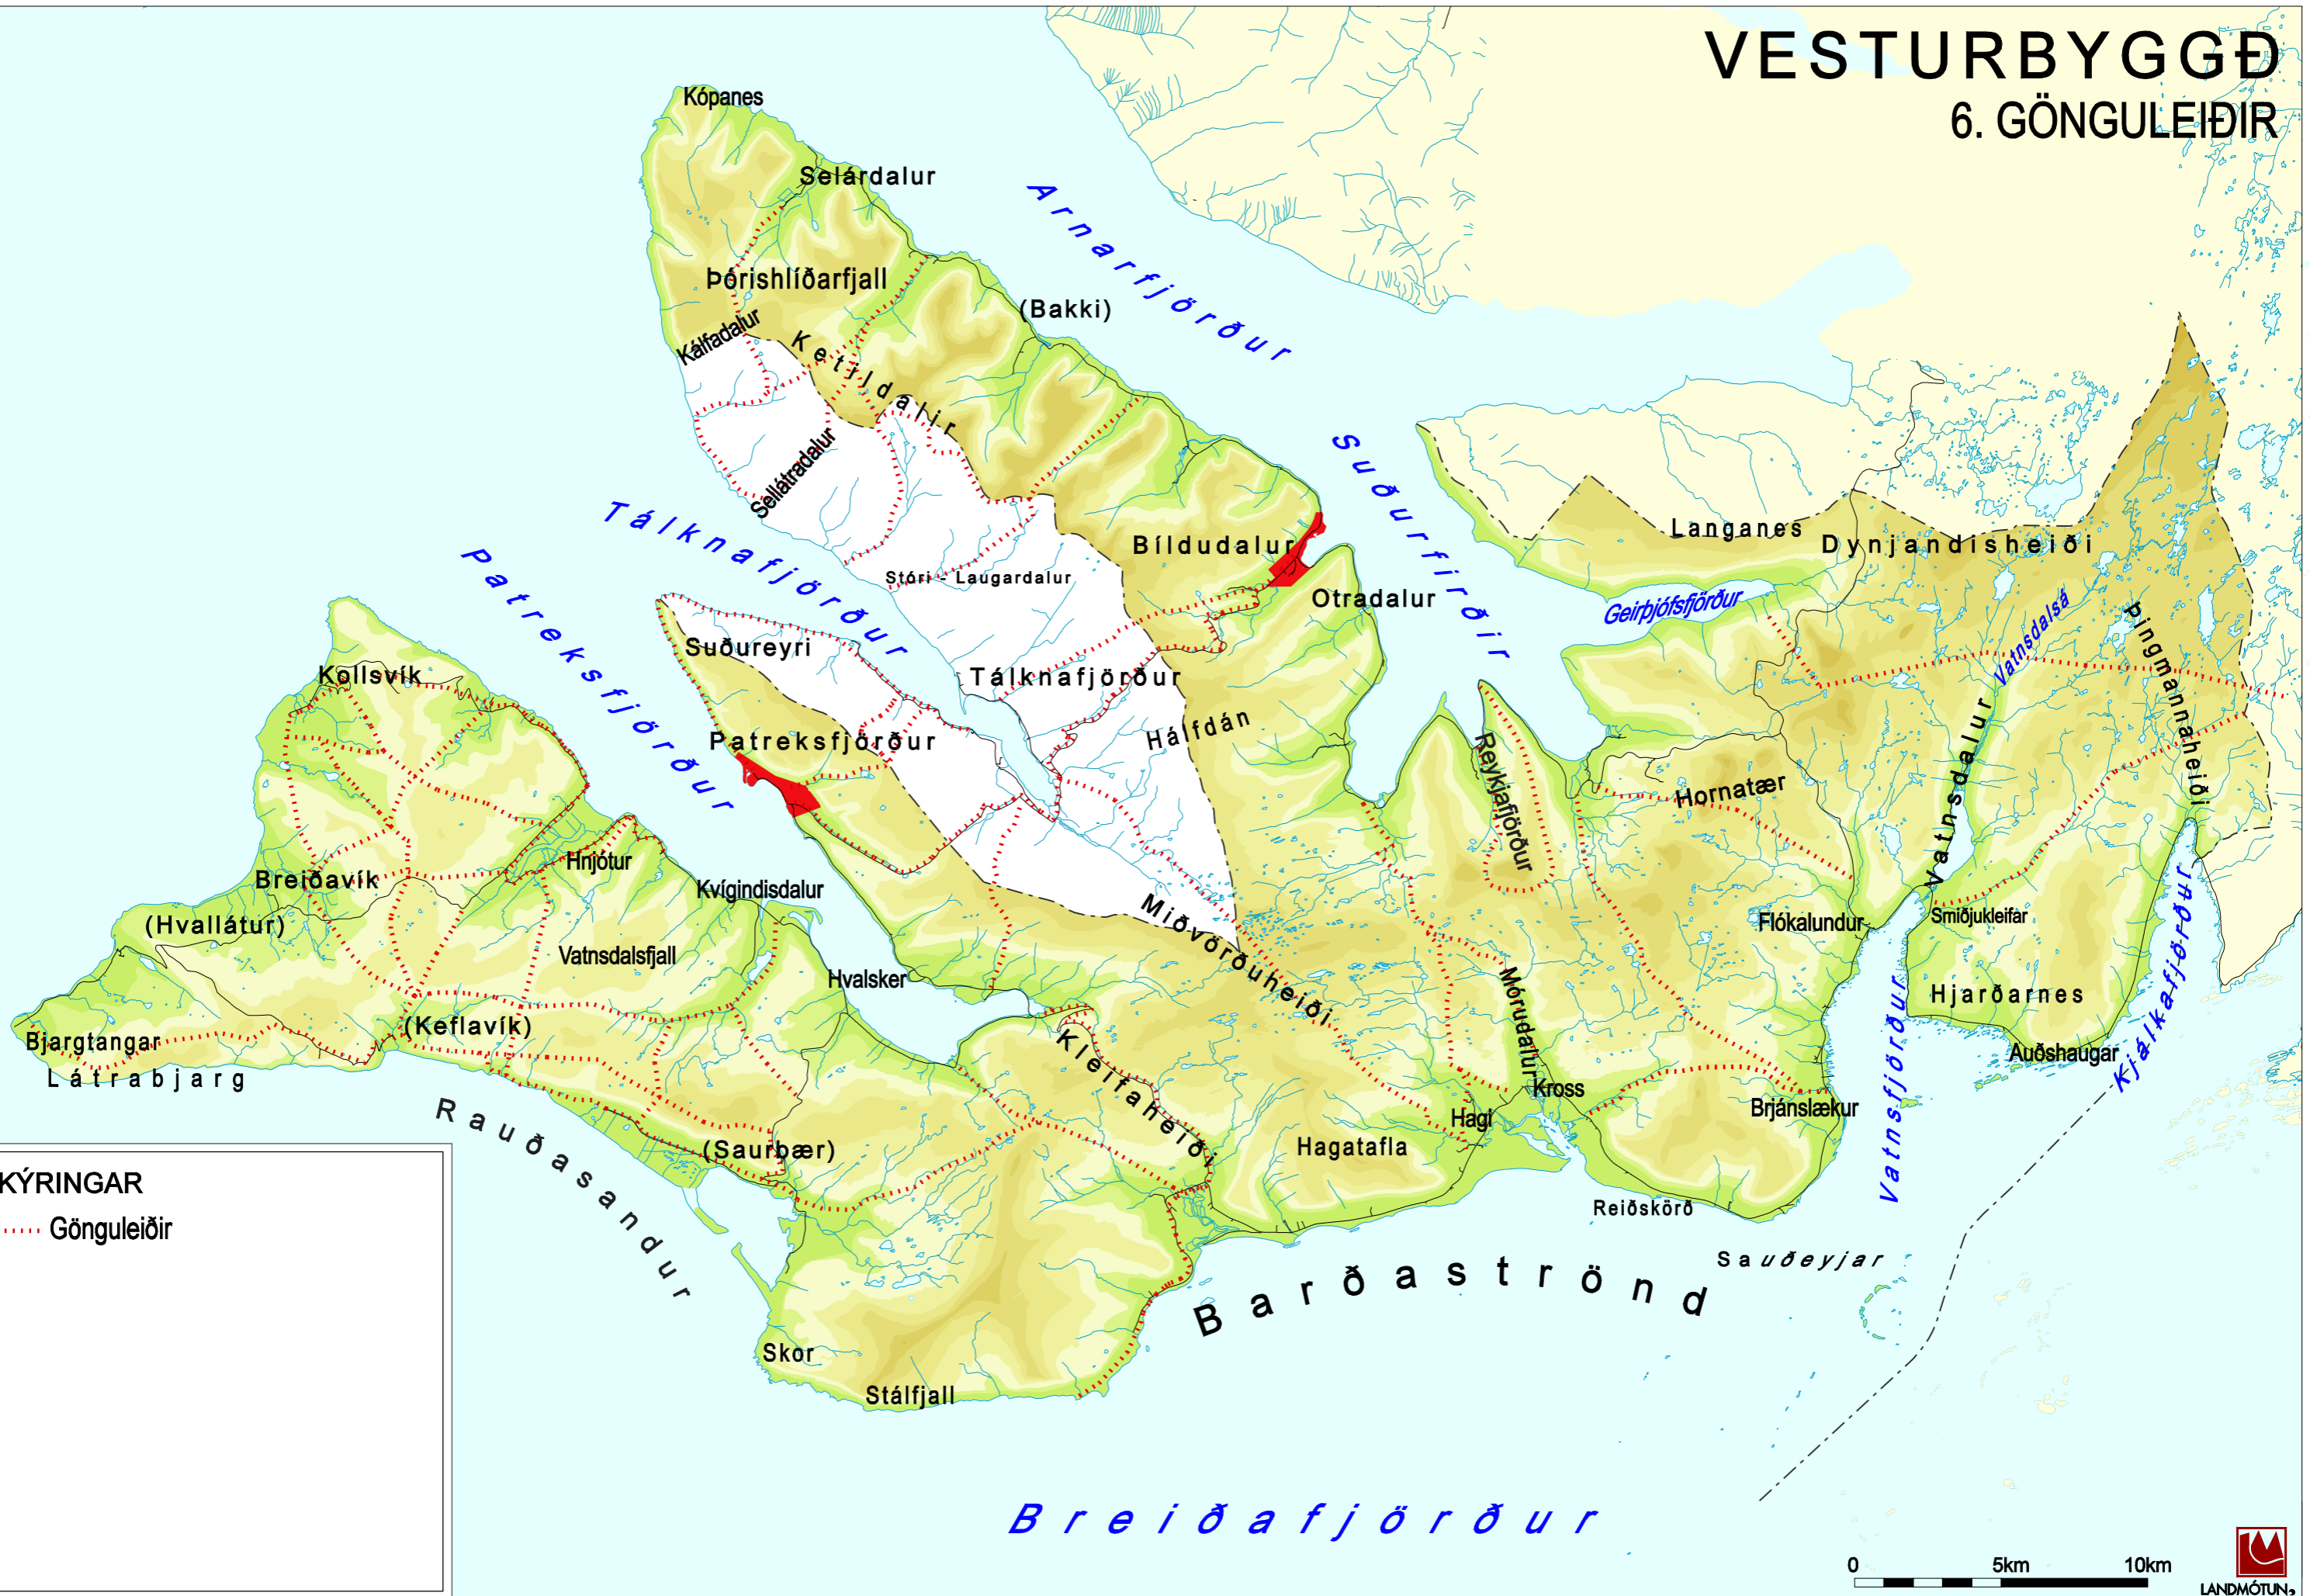 VESTURBYGGÐ
6. GÖNGULEIÐIR
Kópanes
Selárdalur
Arnarfjörður
Þórishlíðarfjall
(Bakki)
Kálfadalur
Ketildalir
Sellátradalur
Suðurfirðir
Tálknafjörður
Langanes
Dynjandisheiði
Bíldudalur
Patreksfjörður
Stóri - Laugardalur
Otradalur
Geirþjófsfjörður
Vatnsdalsá
Þingmannaheiði
Suðureyri
Kollsvík
Tálknafjörður
Hálfdán
Patreksfjörður
Reykjafjörður
Hornatær
Vatnsdalur
Hnjótur
Breiðavík
Kvígindisdalur
(Hvallátur)
Miðvörðuheiði
Flókalundur
Smiðjukleifar
Kjálkafjörður
Vatnsdalsfjall
Hvalsker
Mórudalur
Hjarðarnes
(Keflavík)
Bjargtangar
Látrabjarg
Kleifaheiði
Auðshaugar
Vatnsfjörður
Kross
Brjánslækur
Hagi
Rauðasandur
(Saurbær)
Hagatafla
Reiðskörð
Sauðeyjar
Barðaströnd
KÝRINGAR
Gönguleiðir
Skor
Stálfjall
Breiðafjörður
0 5km 10km
LANDMÓTUN